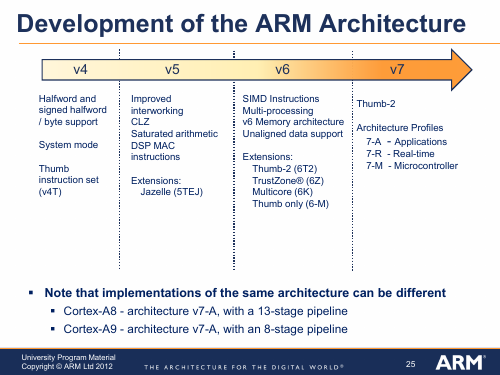 Development of the ARM Architecture
v4
v5
v6
v7
Halfword and
signed halfword
/ byte support
System mode
Thumb
instruction set
(v4T)
Improved
interworking
CLZ
Saturated arithmetic
DSP MAC
instructions
Extensions:
Jazelle (5TEJ)
SIMD Instructions
Multi-processing
v6 Memory architecture
Unaligned data support
Extensions:
Thumb-2 (6T2)
TrustZone® (6Z)
Multicore (6K)
Thumb only (6-M)
Thumb-2
Architecture Profiles
7-A - Applications
7-R - Real-time
7-M - Microcontroller
▪ Note that implementations of the same architecture can be different
▪ Cortex-A8 - architecture v7-A, with a 13-stage pipeline
▪ Cortex-A9 - architecture v7-A, with an 8-stage pipeline
University Program Material
Copyright © ARM Ltd 2012
THE ARCHITECTURE FOR THE DIGITAL WORLD®
25
ARM®